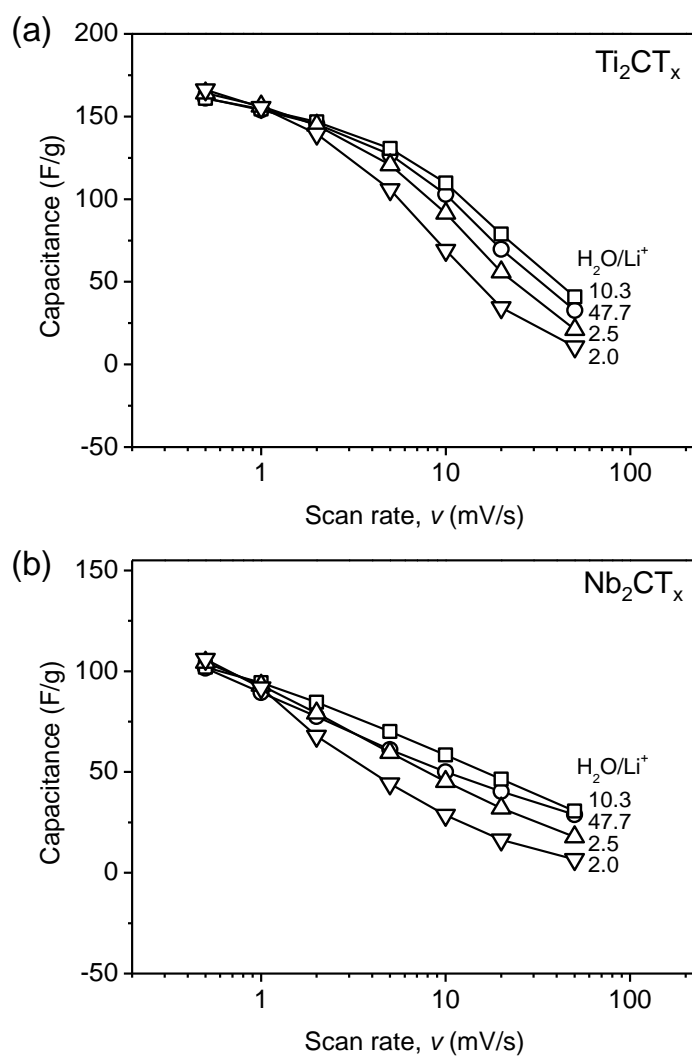 (a)
Ti₂CTₓ
200
150
100
50
0
-50
Capacitance (F/g)
H₂O/Li⁺
10.3
47.7
2.5
2.0
1 10 100
Scan rate, v (mV/s)
(b)
Nb₂CTₓ
150
100
50
0
-50
Capacitance (F/g)
H₂O/Li⁺
10.3
47.7
2.5
2.0
1 10 100
Scan rate, v (mV/s)